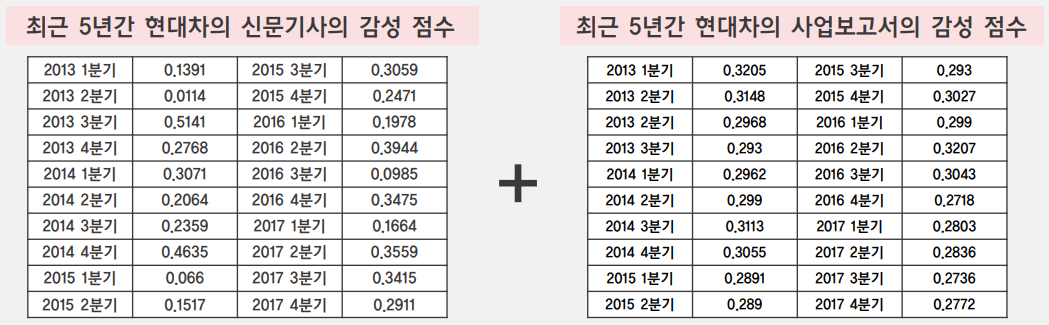 최근 5년간 현대차의 신문기사의 감성 점수
2013 1분기 0.1391 2015 3분기 0.3059
2013 2분기 0.0114 2015 4분기 0.2471
2013 3분기 0.5141 2016 1분기 0.1978
2013 4분기 0.2768 2016 2분기 0.3944
2014 1분기 0.3071 2016 3분기 0.0985
2014 2분기 0.2064 2016 4분기 0.3475
2014 3분기 0.2359 2017 1분기 0.1664
2014 4분기 0.4635 2017 2분기 0.3559
2015 1분기 0.066 2017 3분기 0.3415
2015 2분기 0.1517 2017 4분기 0.2911
+
최근 5년간 현대차의 사업보고서의 감성 점수
2013 1분기 0.3205 2015 3분기 0.293
2013 2분기 0.3148 2015 4분기 0.3027
2013 2분기 0.2968 2016 1분기 0.299
2013 3분기 0.293 2016 2분기 0.3207
2014 1분기 0.2962 2016 3분기 0.3043
2014 2분기 0.299 2016 4분기 0.2718
2014 3분기 0.3113 2017 1분기 0.2803
2014 4분기 0.3055 2017 2분기 0.2836
2015 1분기 0.2891 2017 3분기 0.2736
2015 2분기 0.289 2017 4분기 0.2772